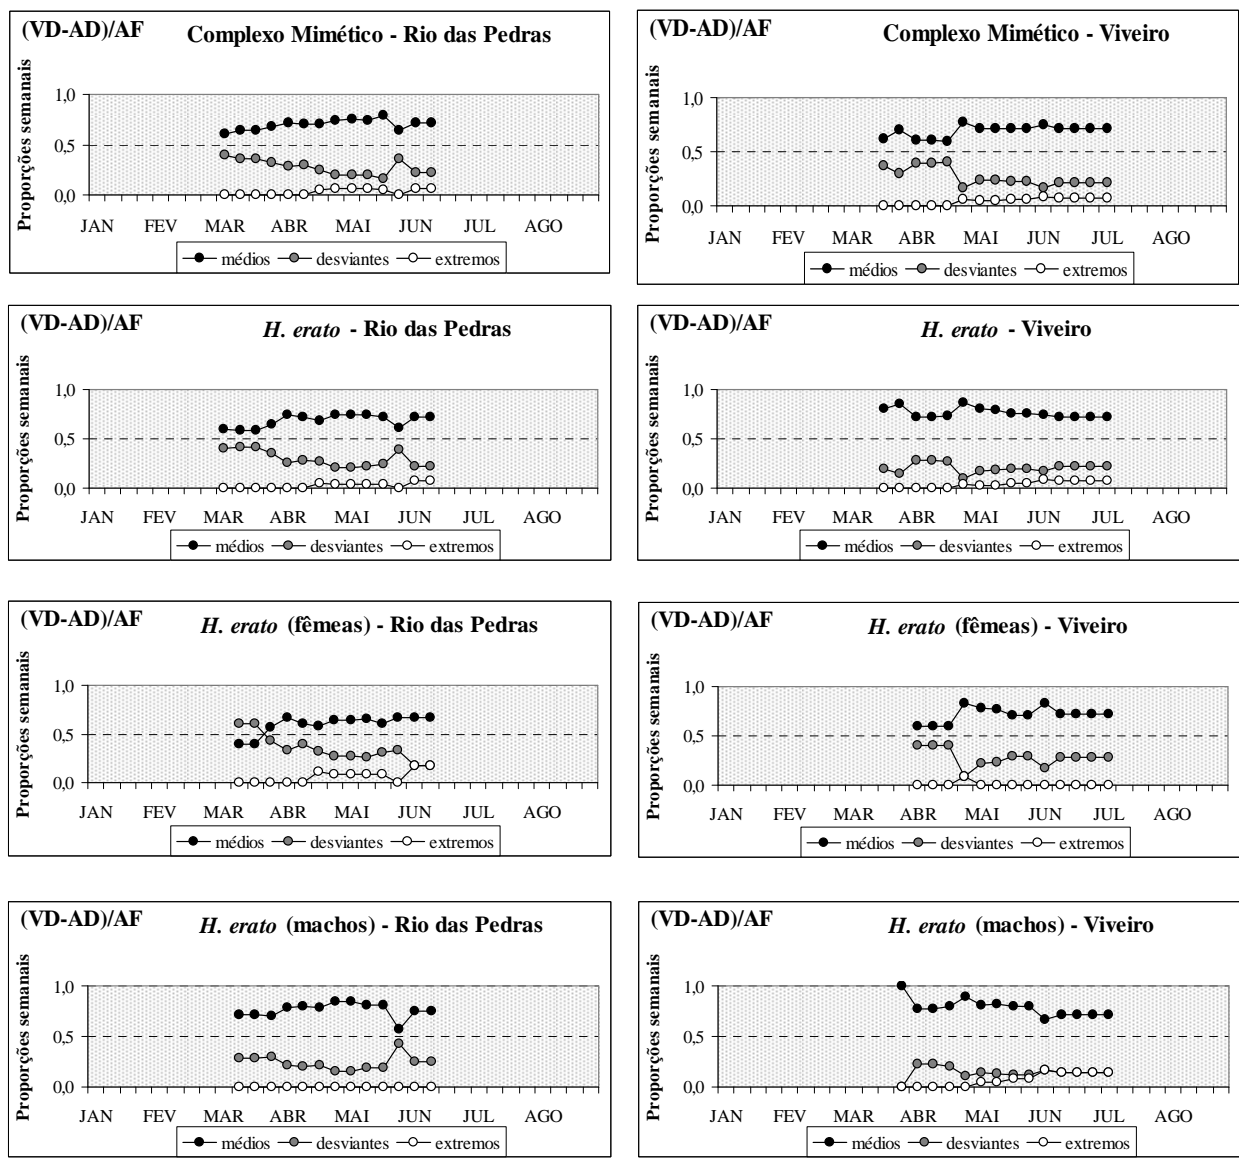 (VD-AD)/AF Complexo Mimético - Rio das Pedras
Proporções semanais
1,0
0,5
0,0
JAN FEV MAR ABR MAI JUN JUL AGO
médios desviantes extremos
(VD-AD)/AF Complexo Mimético - Viveiro
Proporções semanais
1,0
0,5
0,0
JAN FEV MAR ABR MAI JUN JUL AGO
médios desviantes extremos
(VD-AD)/AF H. erato - Rio das Pedras
Proporções semanais
1,0
0,5
0,0
JAN FEV MAR ABR MAI JUN JUL AGO
médios desviantes extremos
(VD-AD)/AF H. erato - Viveiro
Proporções semanais
1,0
0,5
0,0
JAN FEV MAR ABR MAI JUN JUL AGO
médios desviantes extremos
(VD-AD)/AF H. erato (fêmeas) - Rio das Pedras
Proporções semanais
1,0
0,5
0,0
JAN FEV MAR ABR MAI JUN JUL AGO
médios desviantes extremos
(VD-AD)/AF H. erato (fêmeas) - Viveiro
Proporções semanais
1,0
0,5
0,0
JAN FEV MAR ABR MAI JUN JUL AGO
médios desviantes extremos
(VD-AD)/AF H. erato (machos) - Rio das Pedras
Proporções semanais
1,0
0,5
0,0
JAN FEV MAR ABR MAI JUN JUL AGO
médios desviantes extremos
(VD-AD)/AF H. erato (machos) - Viveiro
Proporções semanais
1,0
0,5
0,0
JAN FEV MAR ABR MAI JUN JUL AGO
médios desviantes extremos